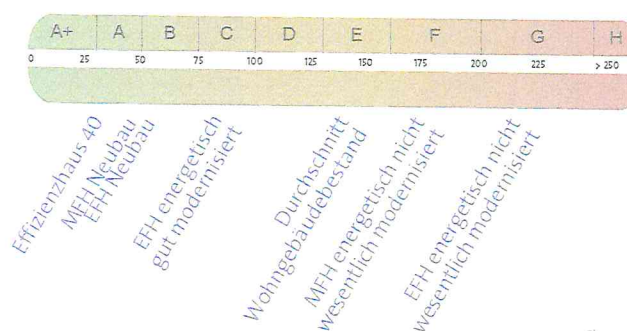 A+ A B C D E F G H
0 25 50 75 100 125 150 175 200 225 > 250
Effizienzhaus 40
MFH Neubau
EFH Neubau
EFH energetisch
gut modernisiert
Durchschnitt
Wohngebäudebestand
MFH energetisch nicht
wesentlich modernisiert
EFH energetisch nicht
wesentlich modernisiert